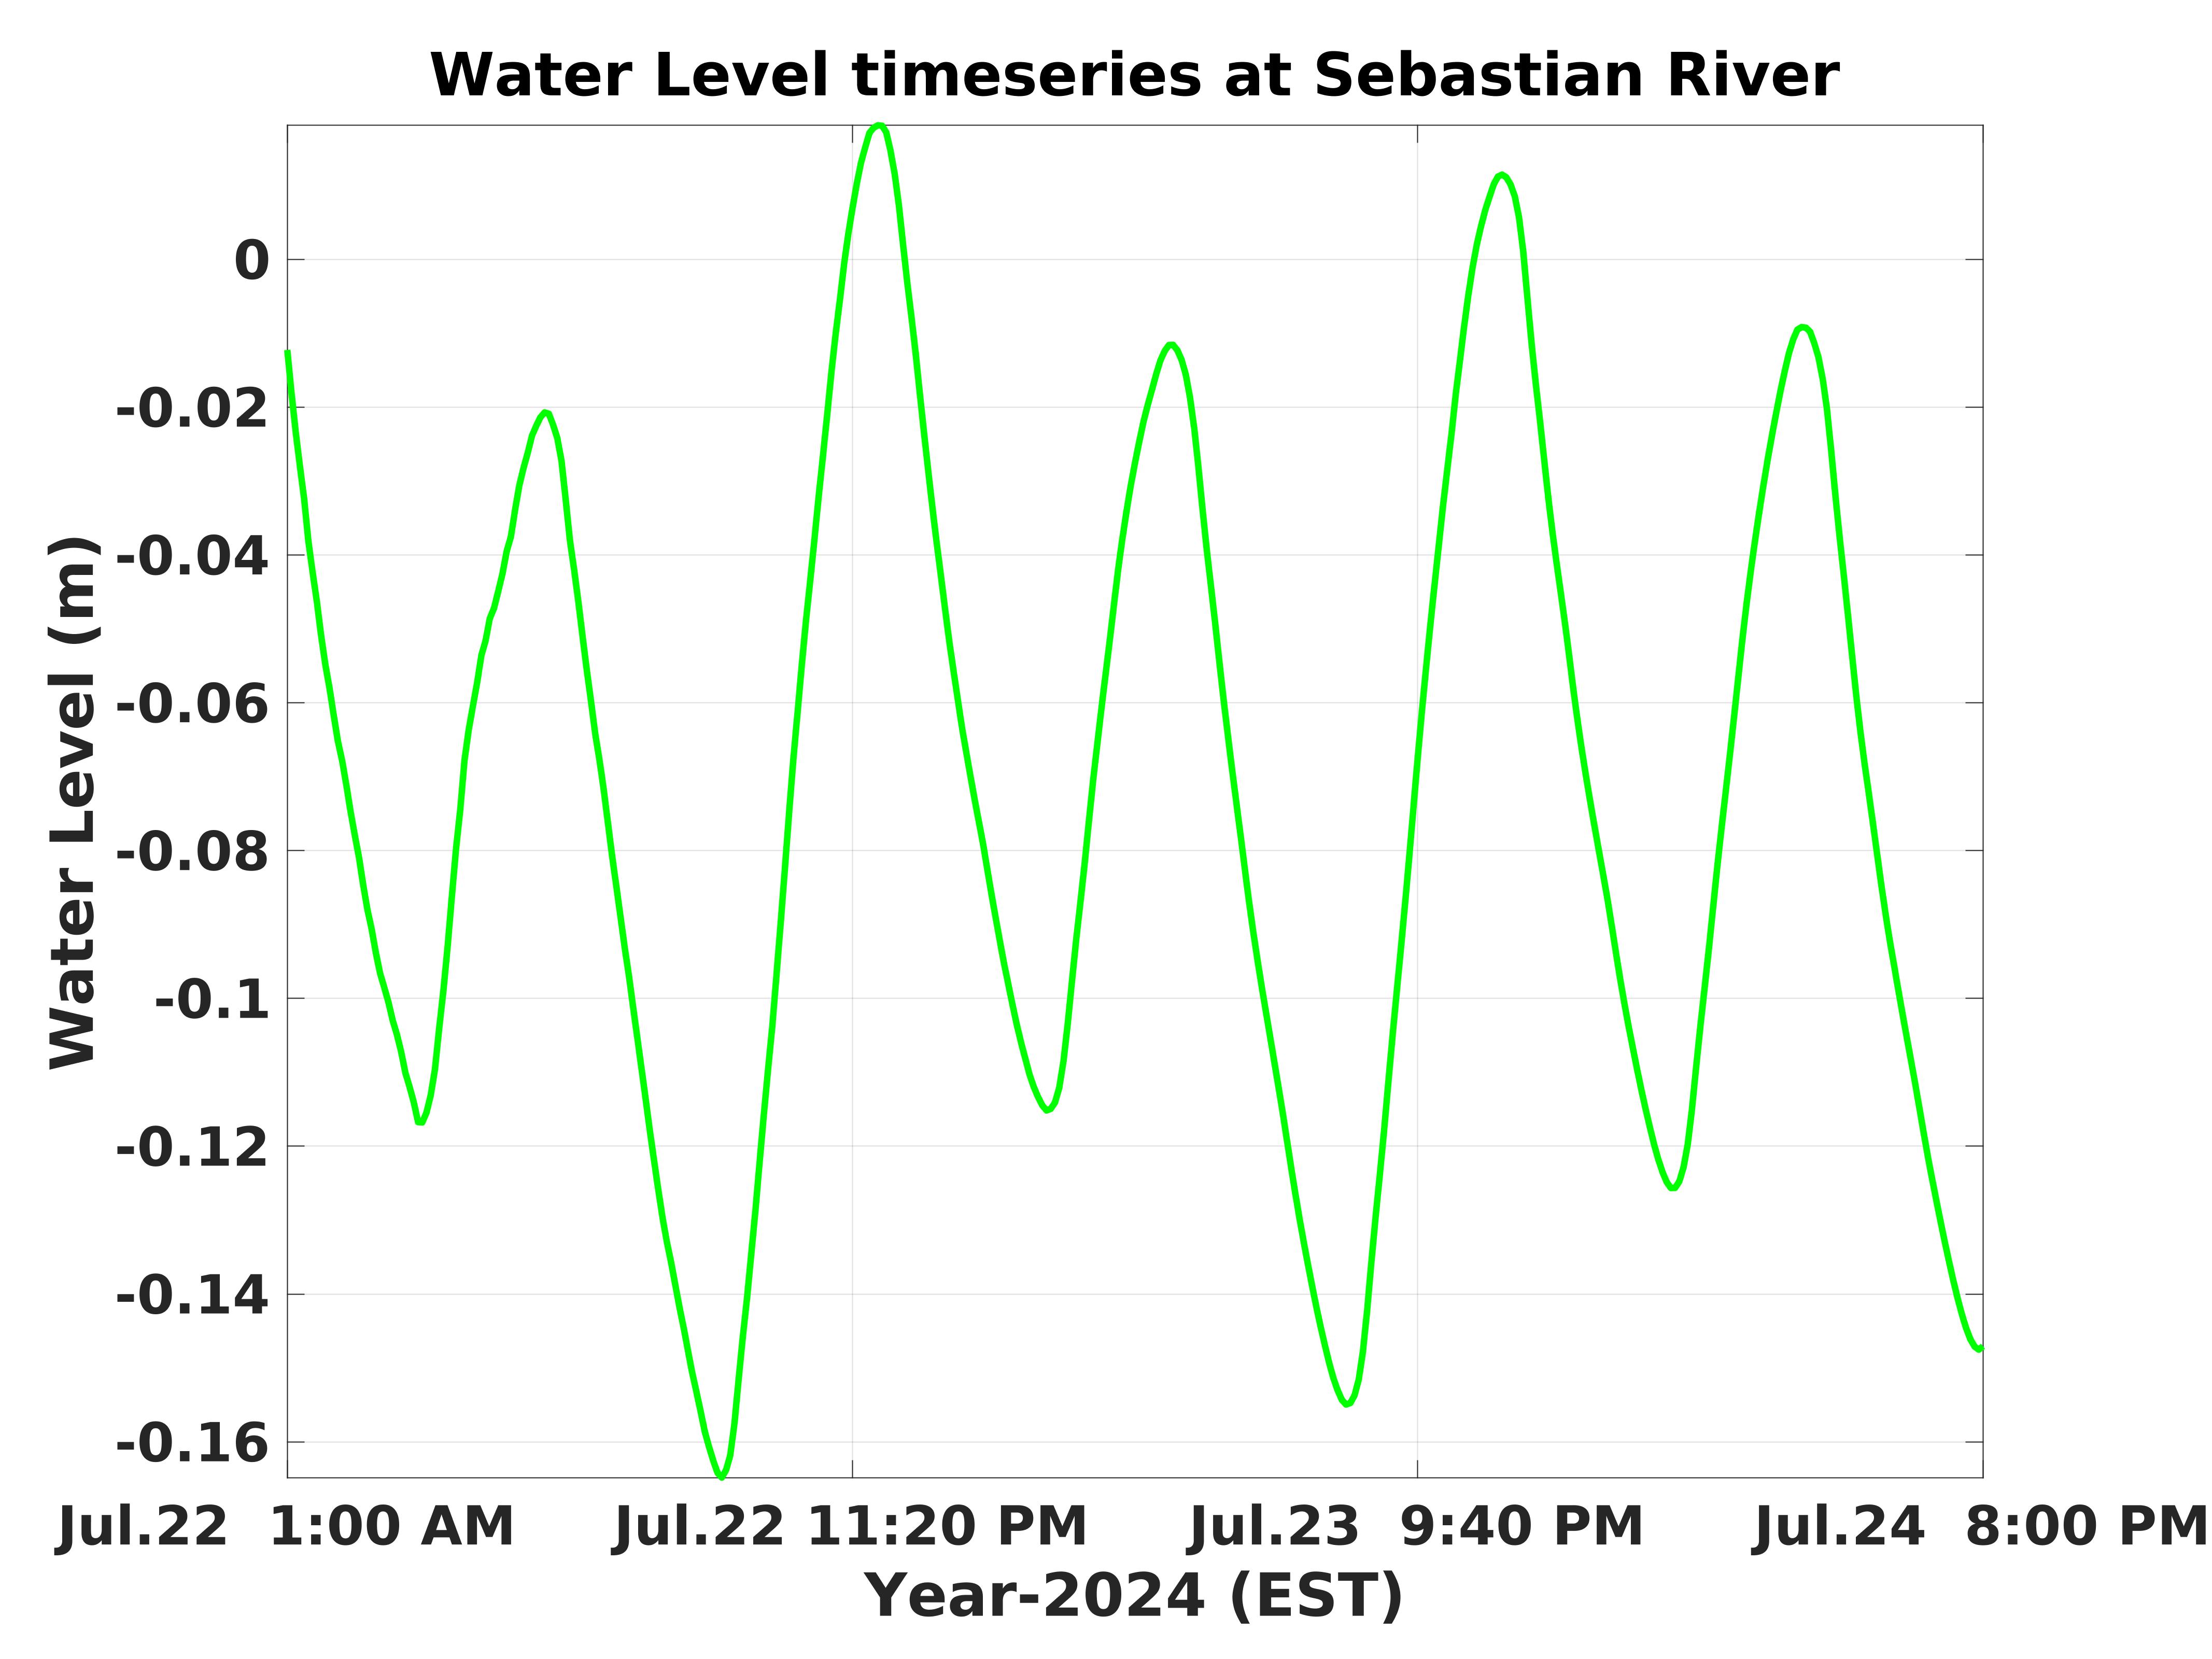 Water Level timeseries at Sebastian River
Water Level (m)
0
-0.02
-0.04
-0.06
-0.08
-0.1
-0.12
-0.14
-0.16
Jul.22 1:00 AM
Jul.22 11:20 PM
Jul.23 9:40 PM
Jul.24 8:00 PM
Year-2024 (EST)